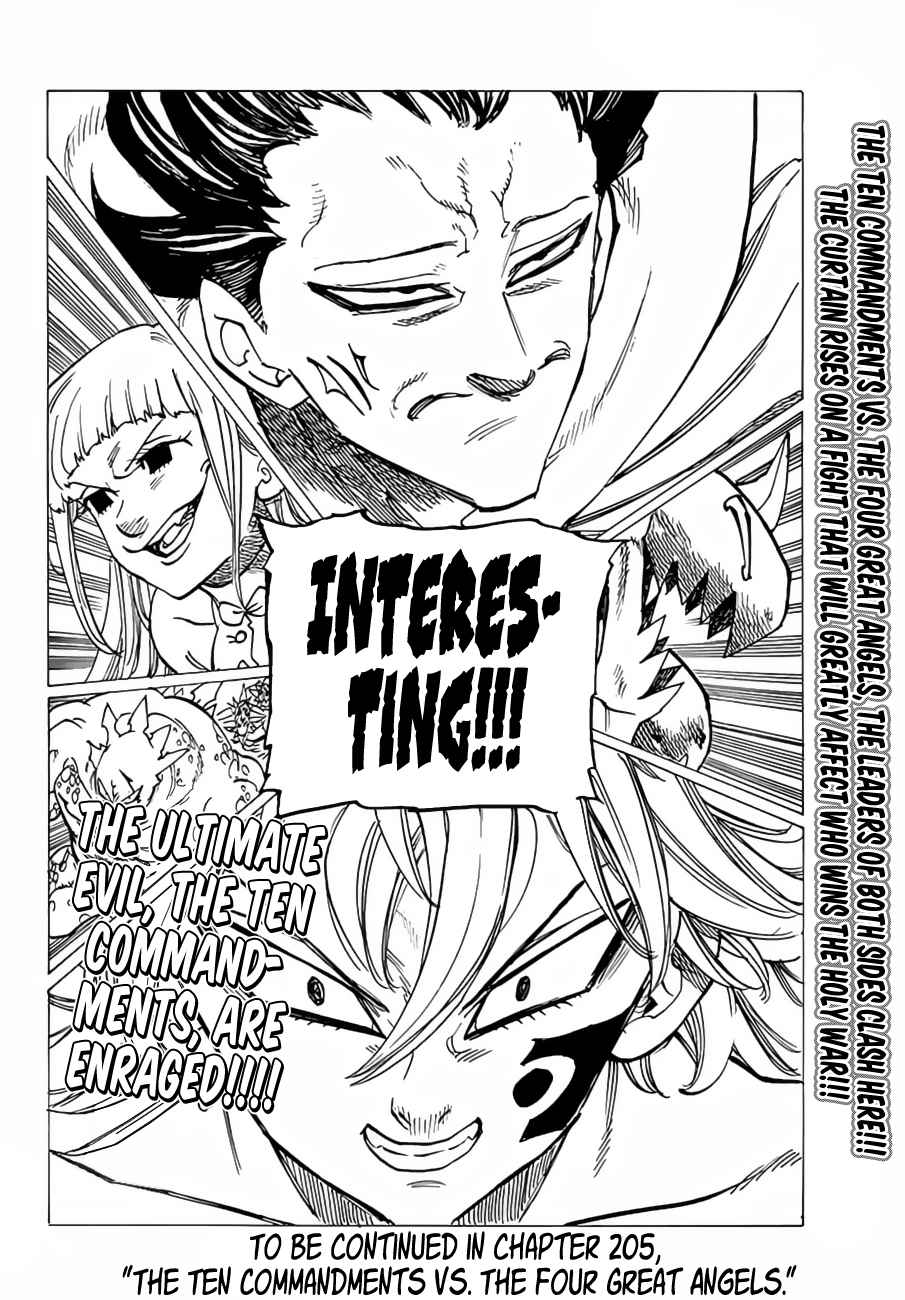 THE TEN COMMANDMENTS VS. THE FOUR GREAT ANGELS, THE LEADERS OF BOTH SIDES CLASH HERE!!!
THE CURTAIN RISES ON A FIGHT THAT WILL GREATLY AFFECT WHO WINS THE HOLY WAR!!!
INTERES-
TING!!!
THE ULTIMATE
EVIL, THE TEN
COMMAND-
MENTS, ARE
ENRAGED!!!!
TO BE CONTINUED IN CHAPTER 205,
"THE TEN COMMANDMENTS VS. THE FOUR GREAT ANGELS."